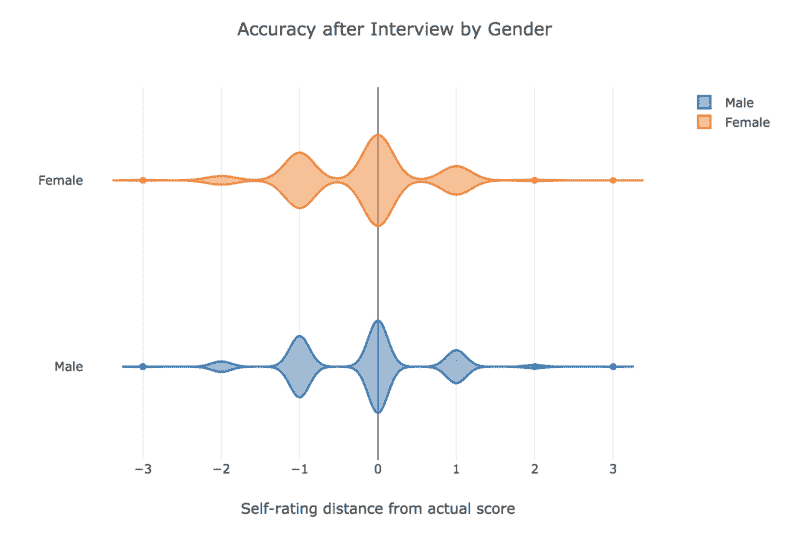 Accuracy after Interview by Gender
Male
Female
Female
Male
−3 −2 −1 0 1 2 3
Self-rating distance from actual score